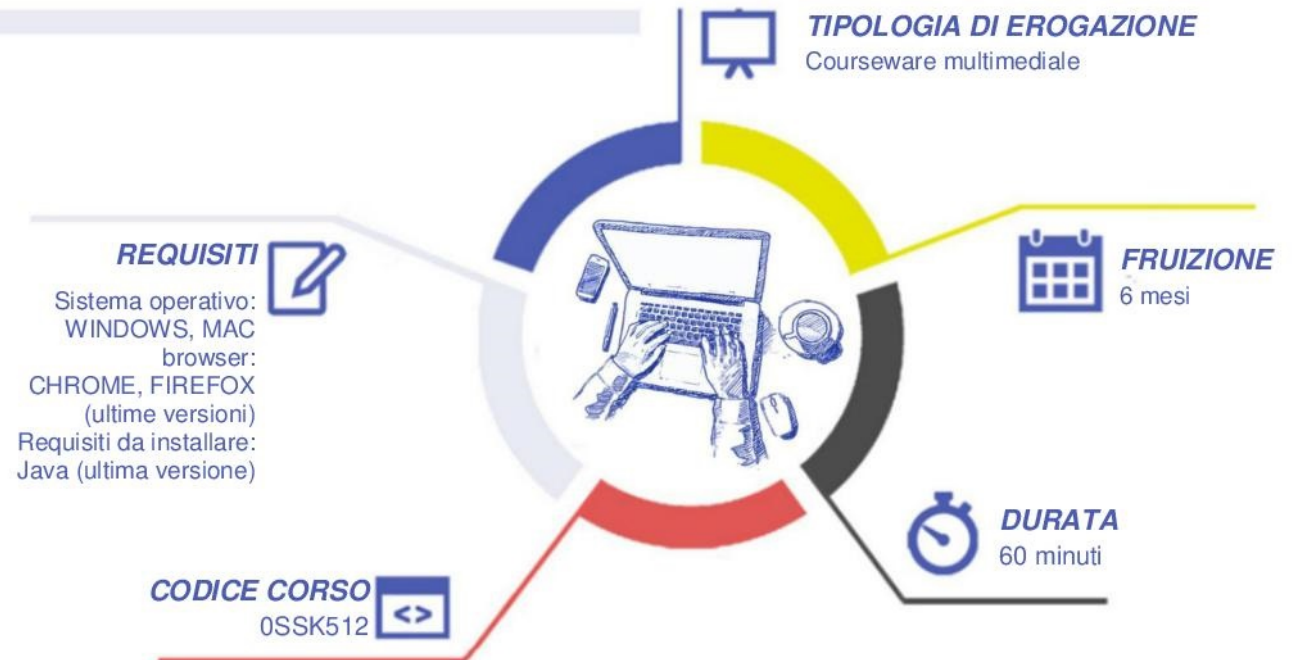 TIPOLOGIA DI EROGAZIONE
Courseware multimediale
REQUISITI
Sistema operativo:
WINDOWS, MAC
browser:
CHROME, FIREFOX
(ultime versioni)
Requisiti da installare:
Java (ultima versione)
FRUIZIONE
6 mesi
DURATA
60 minuti
CODICE CORSO
0SSK512